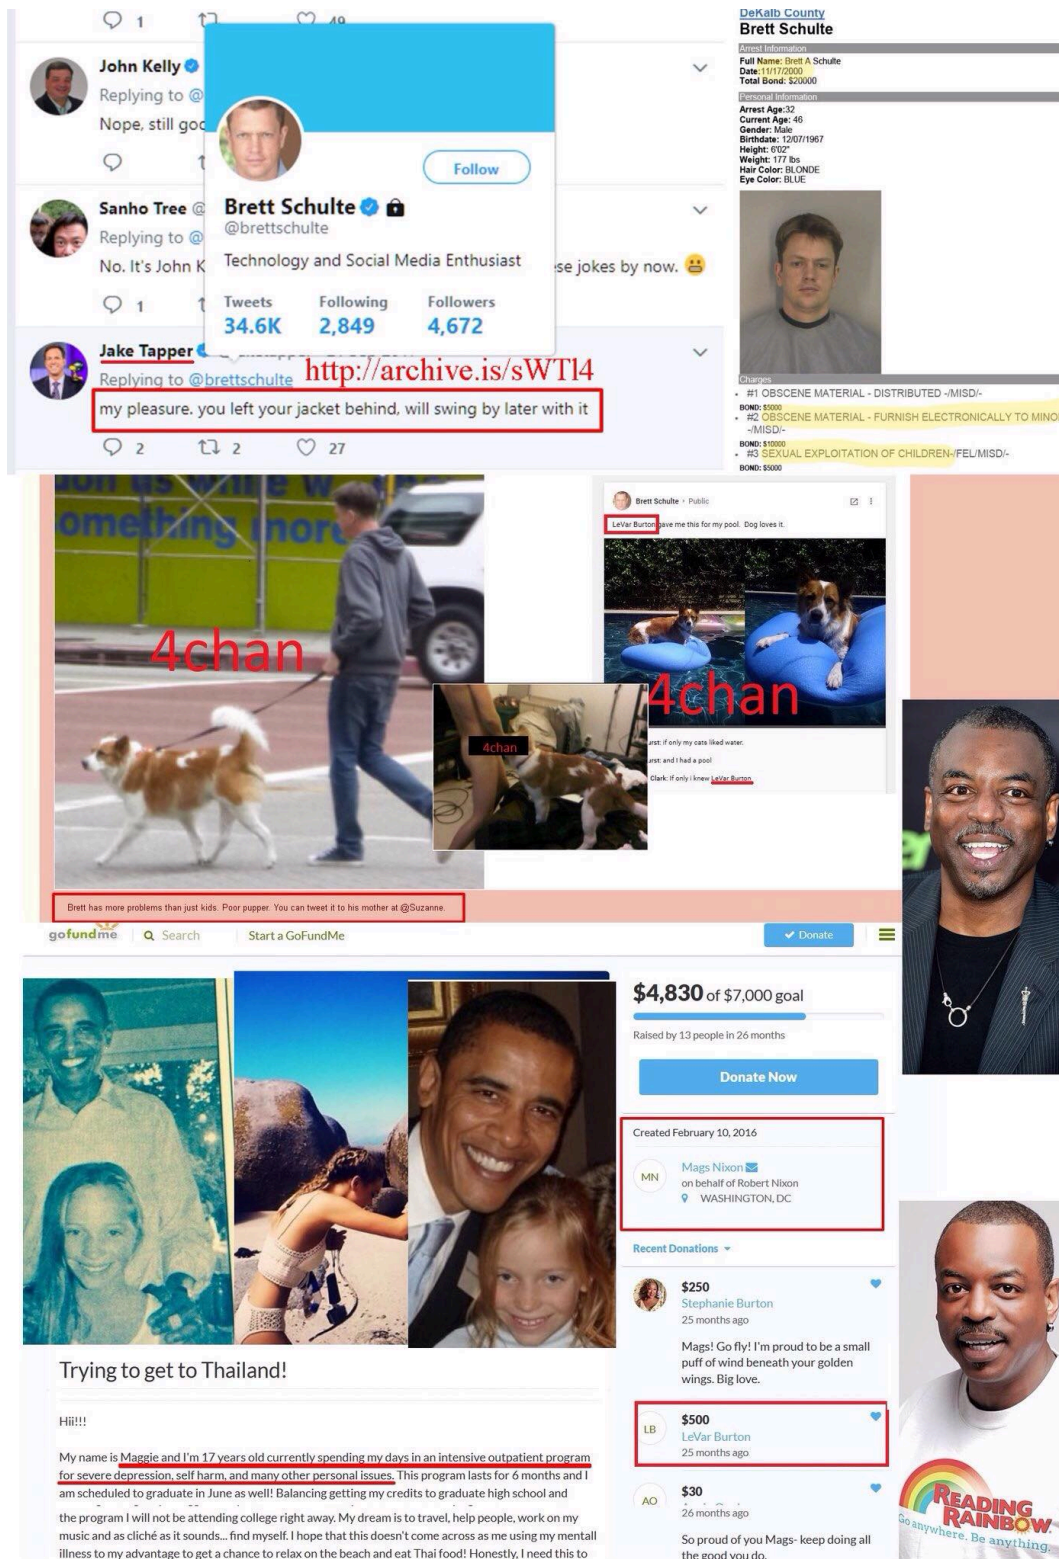 1
49
John Kelly
Replying to @
Nope, still goo
Follow
Sanho Tree @
Replying to @
No. It's John K
se jokes by now. 😬
1
Brett Schulte
@brettschulte
Technology and Social Media Enthusiast
Tweets Following Followers
34.6K 2,849 4,672
Jake Tapper
Replying to @brettschulte
http://archive.is/sWTl4
my pleasure. you left your jacket behind, will swing by later with it
2 2 27
DeKalb County
Brett Schulte
Arrest Information
Full Name: Brett A Schulte
Date:11/17/2000
Total Bond: $20000
Personal Information
Arrest Age:32
Current Age: 46
Gender: Male
Birthdate: 12/07/1967
Height: 6'02"
Weight: 177 lbs
Hair Color: BLONDE
Eye Color: BLUE
Charges
#1 OBSCENE MATERIAL - DISTRIBUTED -/MISD/-
BOND: $5000
#2 OBSCENE MATERIAL - FURNISH ELECTRONICALLY TO MINO
-/MISD/-
BOND: $10000
#3 SEXUAL EXPLOITATION OF CHILDREN-/FEL/MISD/-
BOND: $5000
omething more
4chan
Brett Schulte Public
LeVar Burton gave me this for my pool. Dog loves it.
4chan
urst: if only my cats liked water.
urst: and I had a pool
Clark: If only i knew LeVar Burton
4chan
Brett has more problems than just kids. Poor pupper. You can tweet it to his mother at @Suzanne.
gofundme Search Start a GoFundMe Donate
$4,830 of $7,000 goal
Raised by 13 people in 26 months
Donate Now
Created February 10, 2016
MN
Mags Nixon
on behalf of Robert Nixon
WASHINGTON, DC
Recent Donations
$250
Stephanie Burton
25 months ago
Mags! Go fly! I'm proud to be a small
puff of wind beneath your golden
wings. Big love.
LB
$500
LeVar Burton
25 months ago
AO
$30
26 months ago
So proud of you Mags- keep doing all
the good you do.
Trying to get to Thailand!
Hii!!!
My name is Maggie and I'm 17 years old currently spending my days in an intensive outpatient program
for severe depression, self harm, and many other personal issues. This program lasts for 6 months and I
am scheduled to graduate in June as well! Balancing getting my credits to graduate high school and
the program I will not be attending college right away. My dream is to travel, help people, work on my
music and as cliché as it sounds... find myself. I hope that this doesn't come across as me using my mentall
illness to my advantage to get a chance to relax on the beach and eat Thai food! Honestly, I need this to
READING
RAINBOW
Go anywhere. Be anything.